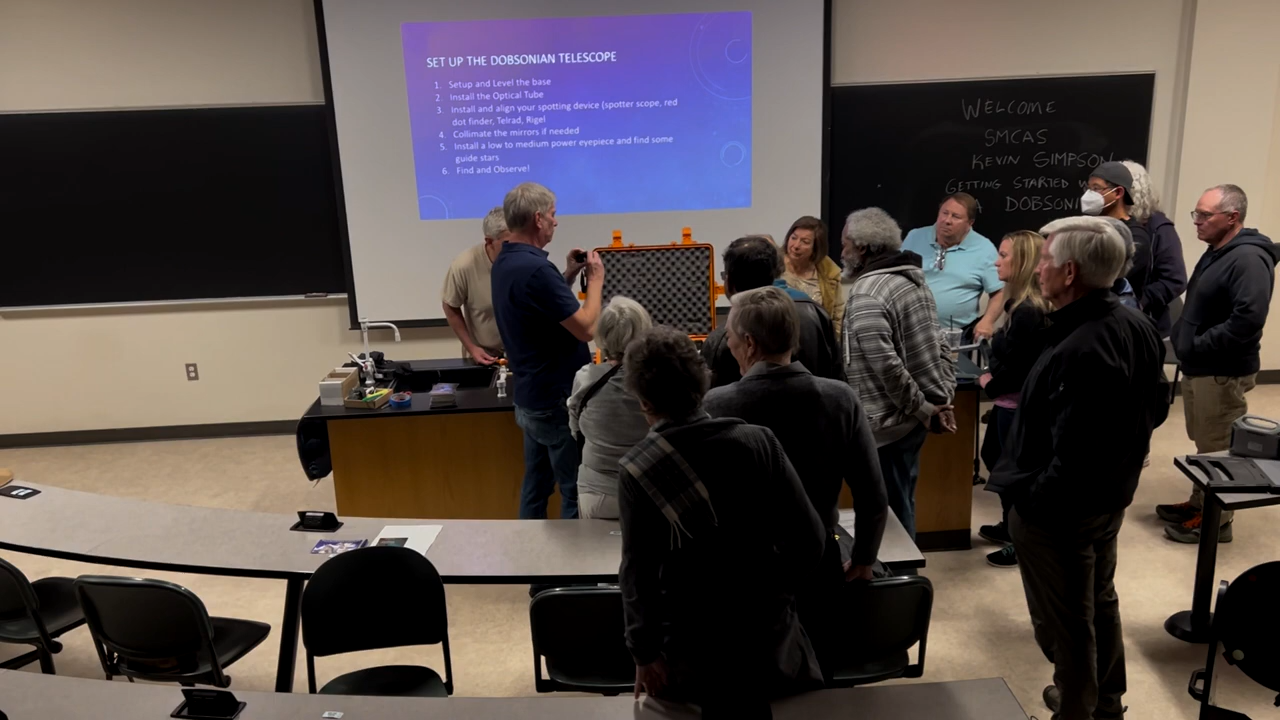 SET UP THE DOBSONIAN TELESCOPE
1. Setup and Level the base
2. Install the Optical Tube
3. Install and align your spotting device (spotter scope, red
dot finder, Telrad, Rigel
4. Collimate the mirrors if needed
5. Install a low to medium power eyepiece and find some
guide stars
6. Find and Observe!
WELCOME
SMCAS
KEVIN SIMPSON
GETTING STARTED
A DOBSONI